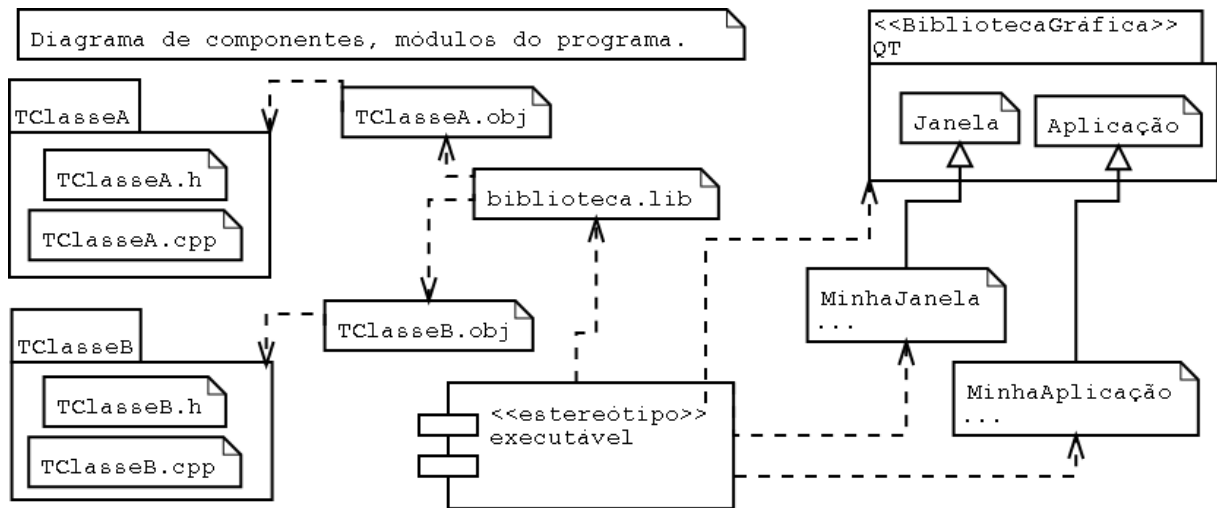 Diagrama de componentes, módulos do programa.
<<BibliotecaGráfica>>
QT
TClasseA
TClasseA.obj
Janela
Aplicação
TClasseA.h
biblioteca.lib
TClasseA.cpp
MinhaJanela
...
TClasseB.obj
TClasseB
MinhaAplicação
...
TClasseB.h
<<estereótipo>>
executável
TClasseB.cpp